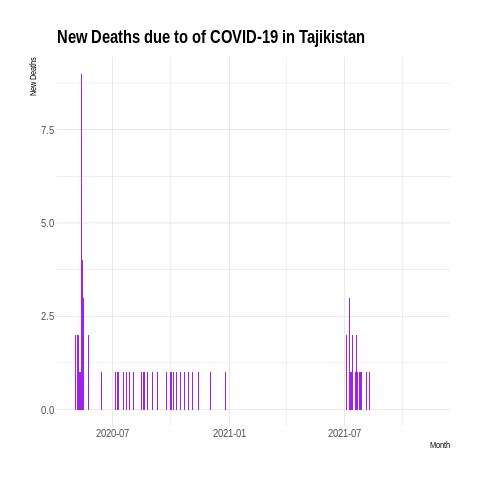 New Deaths due to of COVID-19 in Tajikistan
New Deaths
7.5
5.0
2.5
0.0
2020-07
2021-01
2021-07
Month